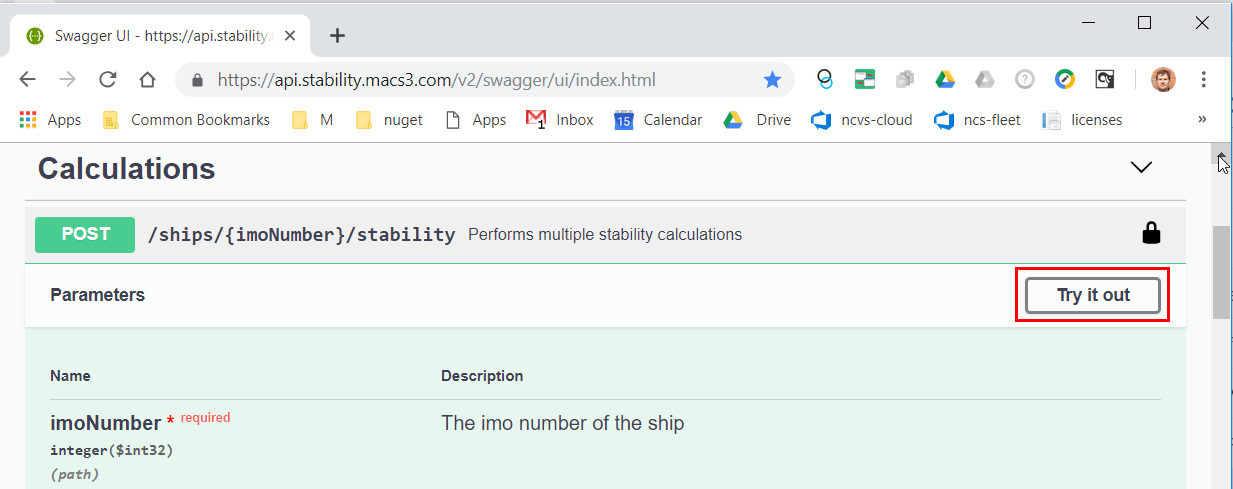 Swagger UI - https://api.stability.
https://api.stability.macs3.com/v2/swagger/ui/index.html
Apps Common Bookmarks M nuget Apps 1 Inbox 15 Calendar Drive ncvs-cloud ncs-fleet licenses »
Calculations
POST /ships/{imoNumber}/stability Performs multiple stability calculations
Parameters Try it out
Name Description
imoNumber * required The imo number of the ship
integer($int32)
(path)